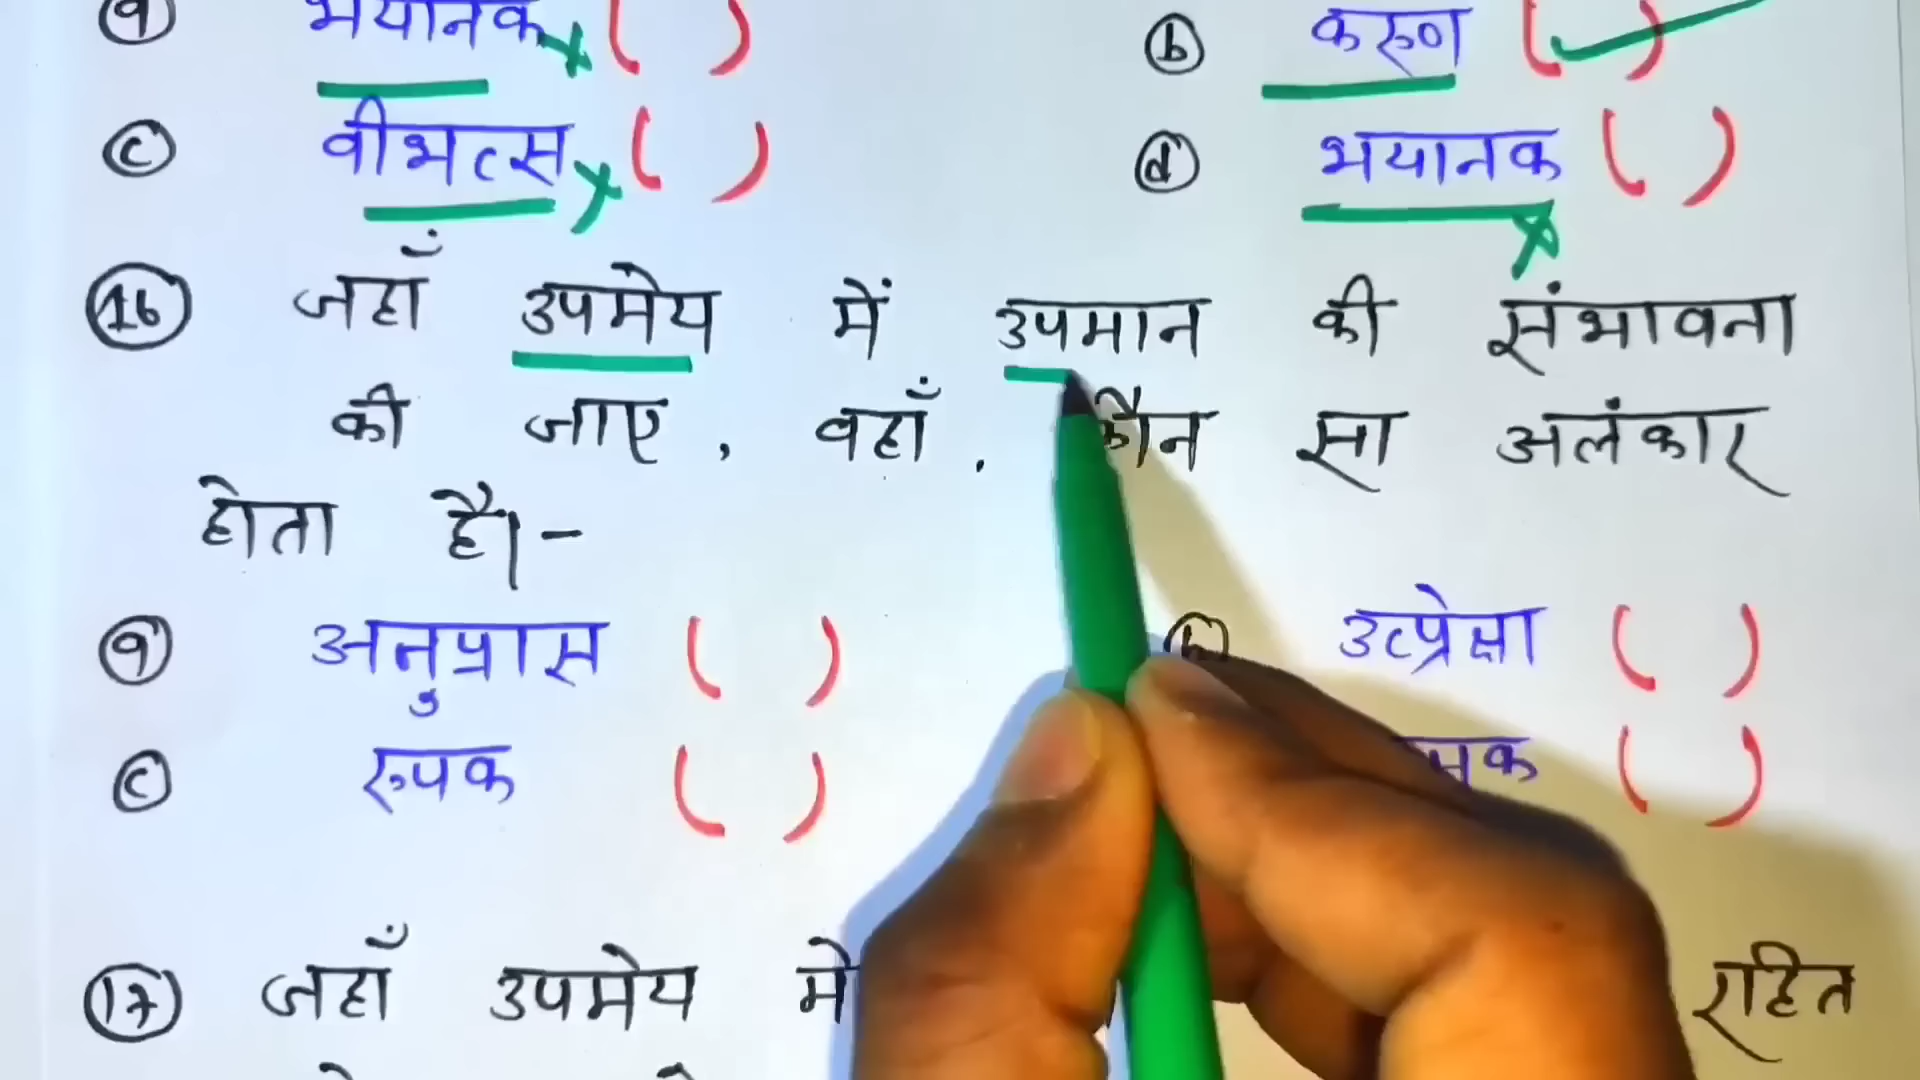 a भयानक ( ) b करुण ( )
c वीभत्स ( ) d भयानक ( )
16 जहाँ उपमेय में उपमान की संभावना
की जाए , वहाँ , कौन सा अलंकार
होता है।-
a अनुप्रास ( ) b उत्प्रेक्षा ( )
c रूपक ( ) ( )
17 जहाँ उपमेय में रहित